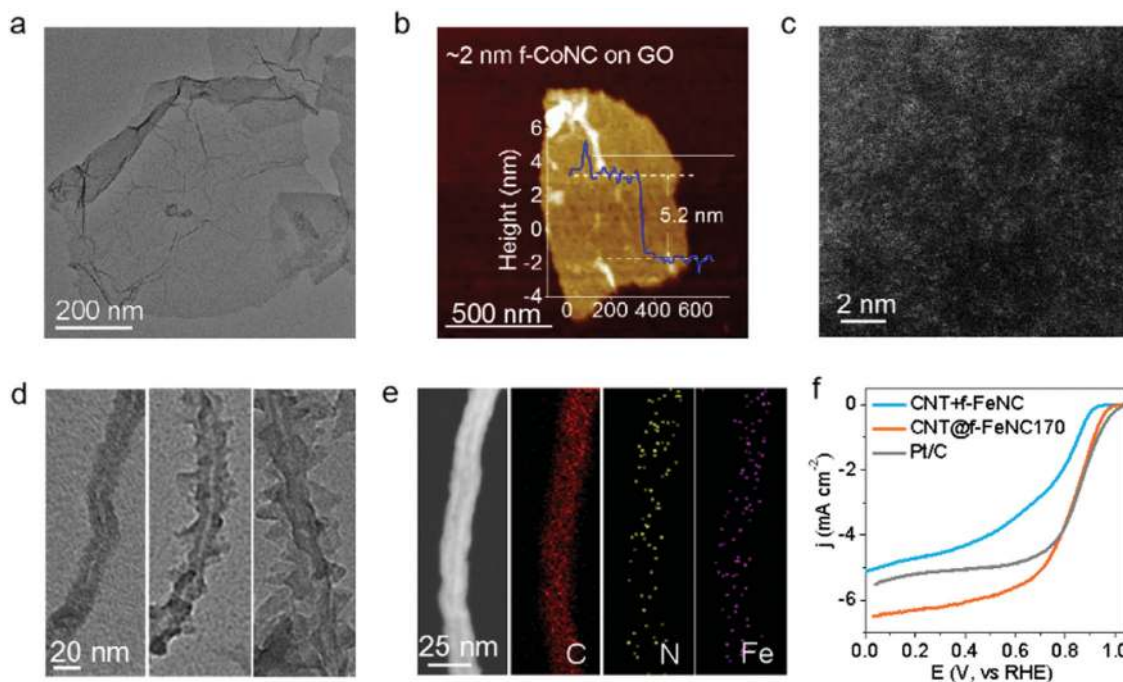 a
200 nm
b
~2 nm f-CoNC on GO
Height (nm)
6
4
2
0
-2
-4
5.2 nm
0 200 400 600
500 nm
c
2 nm
d
20 nm
e
25 nm
C
N
Fe
f
CNT+f-FeNC
CNT@f-FeNC170
Pt/C
j (mA cm-2)
0
-2
-4
-6
0.0 0.2 0.4 0.6 0.8 1.0
E (V, vs RHE)